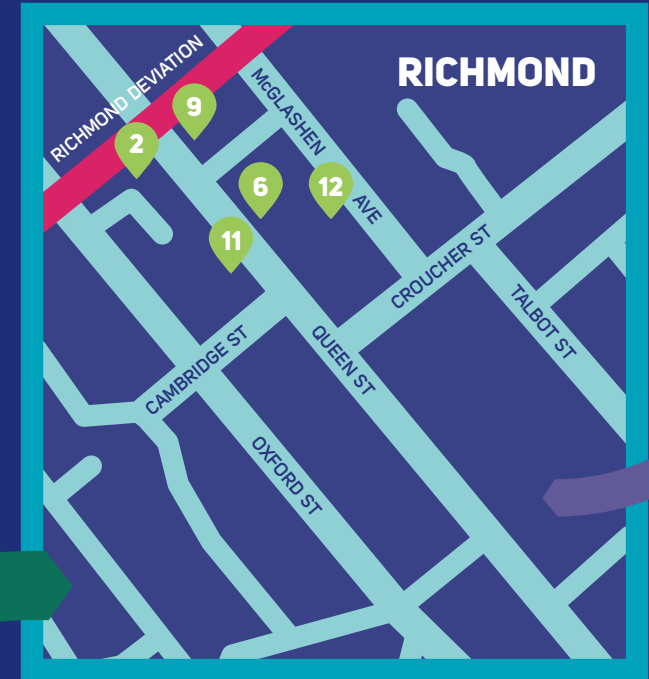 RICHMOND
RICHMOND DEVIATION
McGLASHEN AVE
9
2
6
12
11
CROUCHER ST
TALBOT ST
QUEEN ST
CAMBRIDGE ST
OXFORD ST